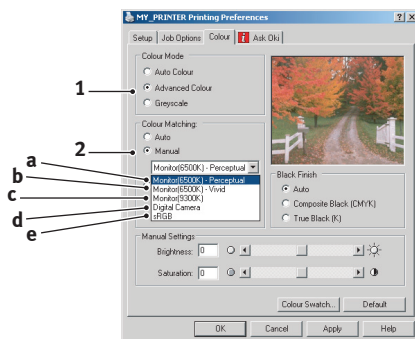 MY_PRINTER Printing Preferences
Setup Job Options Colour Ask Oki
Colour Mode
Auto Colour
1 Advanced Colour
Greyscale
Colour Matching:
Auto
2 Manual
Monitor(6500K) - Perceptual
a Monitor(6500K) - Perceptual
b Monitor(6500K) - Vivid
c Monitor(9300K)
d Digital Camera
e sRGB
Black Finish
Auto
Composite Black (CMYK)
True Black (K)
Manual Settings
Brightness: 0
Saturation: 0
Colour Swatch... Default
OK Cancel Apply Help